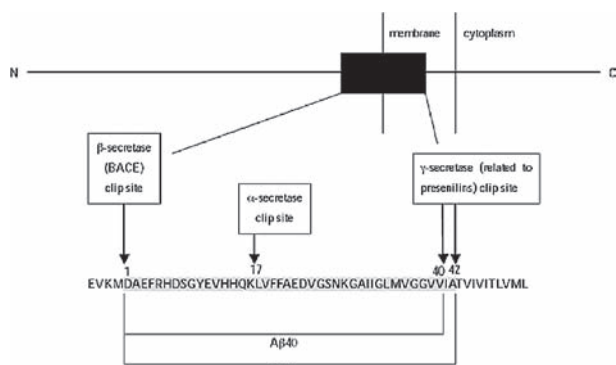 membrane cytoplasm
N C
β-secretase
(BACE)
clip site
γ-secretase (related to
presenilins) clip site
α-secretase
clip site
1 17 40 42
EVKMDAEFRHDSGYEVHHQKLVFFAEDVGSNKGAIIGLMVGGVVIATVIVITLVML
Aβ40